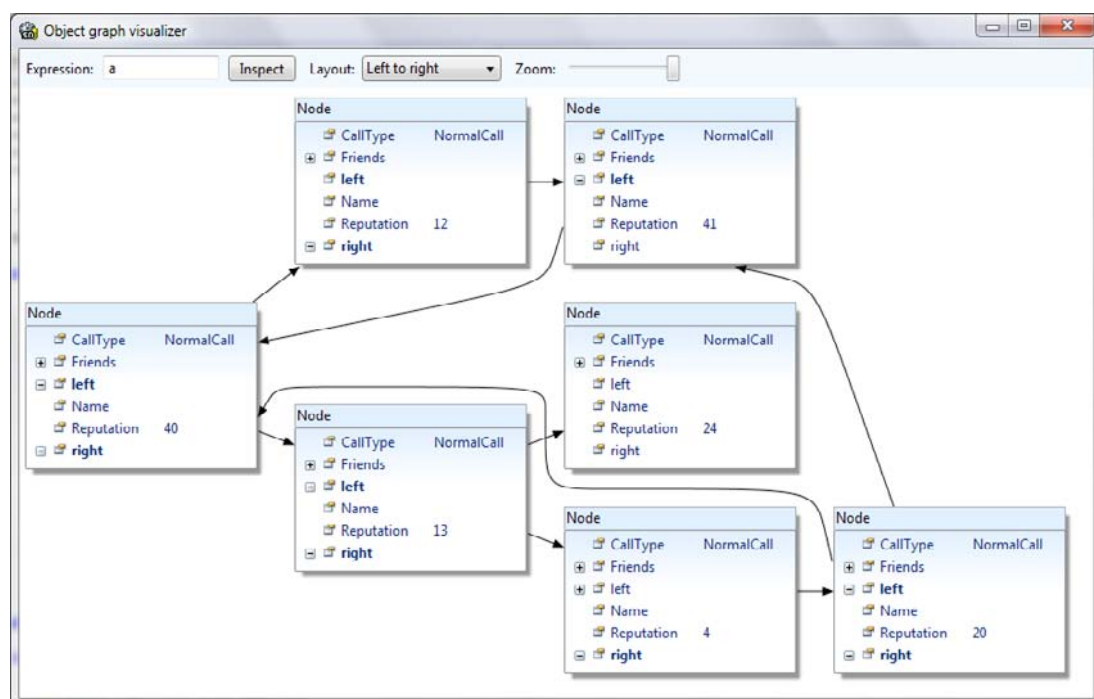 Object graph visualizer
Expression: a Inspect Layout: Left to right Zoom:
Node
CallType NormalCall
Friends
left
Name
Reputation 12
right
Node
CallType NormalCall
Friends
left
Name
Reputation 41
right
Node
CallType NormalCall
Friends
left
Name
Reputation 40
right
Node
CallType NormalCall
Friends
left
Name
Reputation 24
right
Node
CallType NormalCall
Friends
left
Name
Reputation 13
right
Node
CallType NormalCall
Friends
left
Name
Reputation 4
right
Node
CallType NormalCall
Friends
left
Name
Reputation 20
right